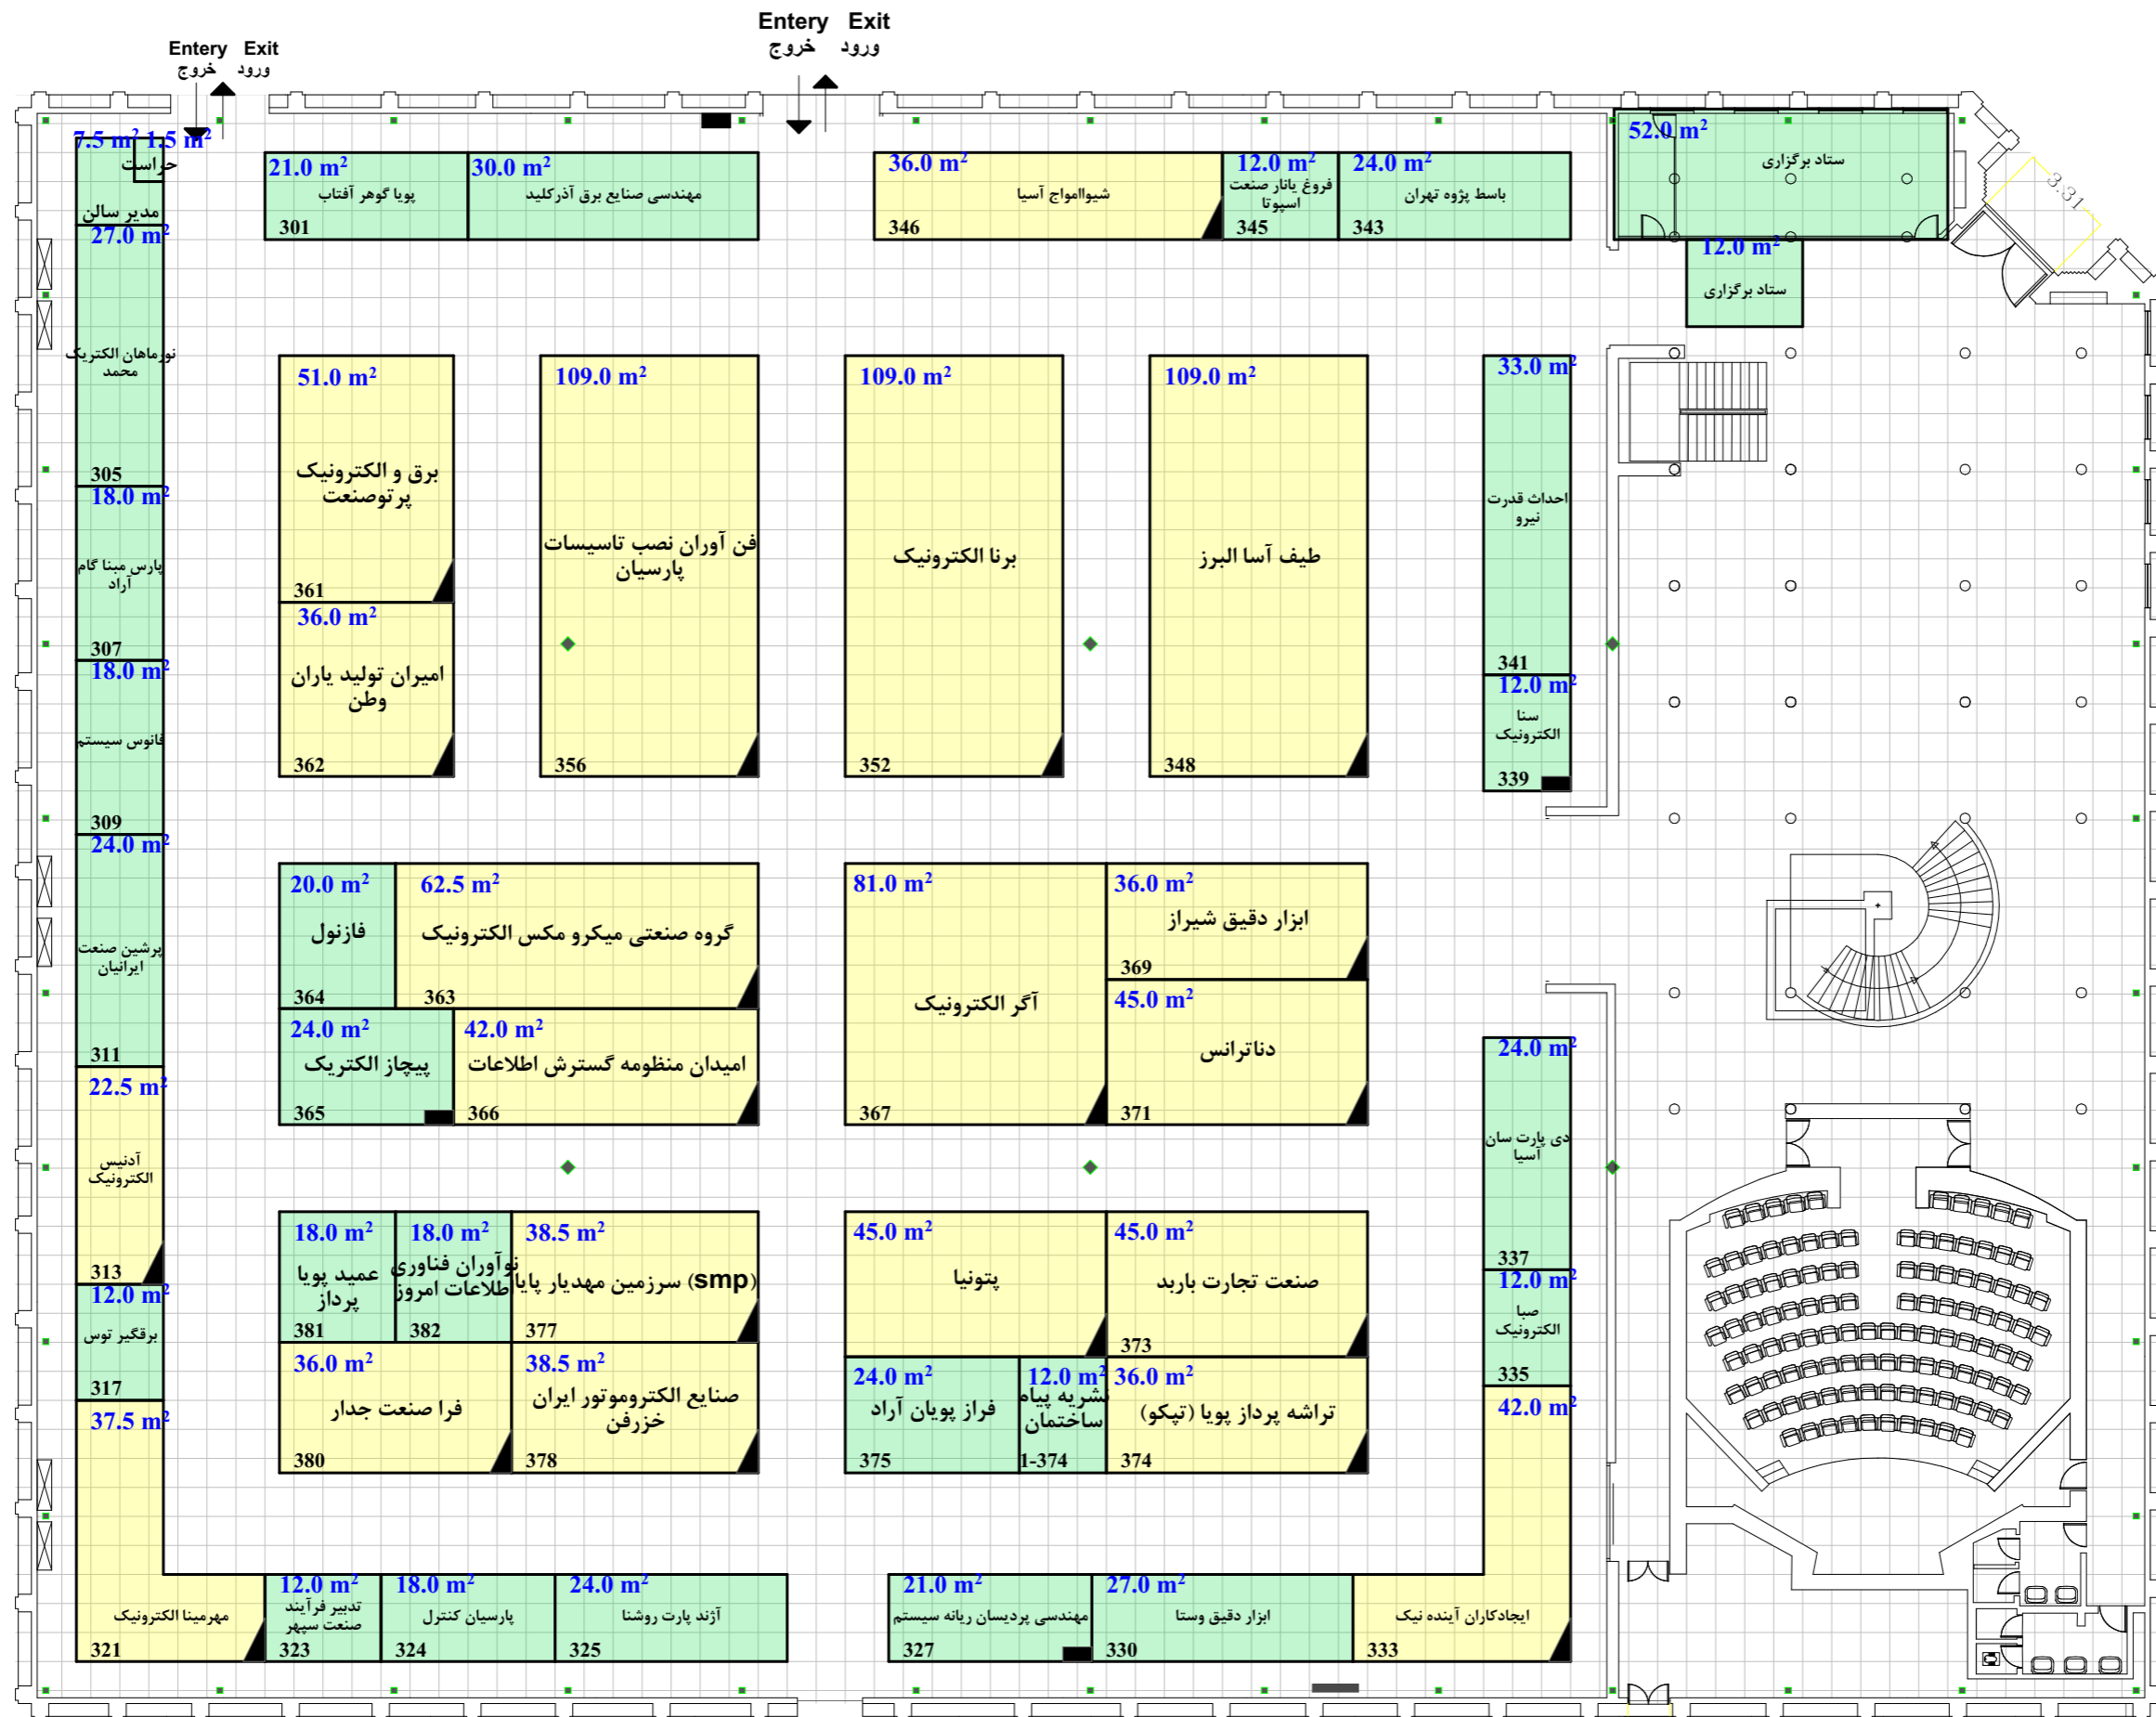 Entery Exit
خروج ورود
Entery Exit
خروج ورود
7.5 m² 1.5 m²
حراست
مدیر سالن
21.0 m²
پویا گوهر آفتاب
301
30.0 m²
مهندسی صنایع برق آذرکلید
36.0 m²
شیواامواج آسیا
346
12.0 m²
فروغ یاثار صنعت
اسپوتا
345
24.0 m²
باسط پژوه تهران
343
52.0 m²
ستاد برگزاری
12.0 m²
ستاد برگزاری
3.31
27.0 m²
نورماهان الکتریک
محمد
305
18.0 m²
پارس مبنا گام
آراد
307
18.0 m²
فانوس سیستم
309
24.0 m²
پرشین صنعت
ایرانیان
311
22.5 m²
آدنیس
الکترونیک
313
12.0 m²
برقگیر توس
317
37.5 m²
مهرمینا الکترونیک
321
51.0 m²
برق و الکترونیک
پرتوصنعت
361
36.0 m²
امیران تولید یاران
وطن
362
109.0 m²
فن آوران نصب تاسیسات
پارسیان
356
109.0 m²
برنا الکترونیک
352
109.0 m²
طیف آسا البرز
348
33.0 m²
احداث قدرت
نیرو
341
12.0 m²
سنا
الکترونیک
339
20.0 m²
فازنول
364
62.5 m²
گروه صنعتی میکرو مکس الکترونیک
363
24.0 m²
پیچاز الکتریک
365
42.0 m²
امیدان منظومه گسترش اطلاعات
366
81.0 m²
آگر الکترونیک
367
36.0 m²
ابزار دقیق شیراز
369
45.0 m²
دناترانس
371
24.0 m²
دی پارت سان
آسیا
337
12.0 m²
صبا
الکترونیک
335
42.0 m²
ایجادکاران آینده نیک
333
18.0 m²
عمید پویا
پرداز
381
18.0 m²
نوآوران فناوری
اطلاعات امروز
382
38.5 m²
(smp) سرزمین مهدیار پایا
377
36.0 m²
فرا صنعت جدار
380
38.5 m²
صنایع الکتروموتور ایران
خزرفن
378
45.0 m²
پتونیا
45.0 m²
صنعت تجارت باربد
373
24.0 m²
فراز پویان آراد
375
12.0 m²
نشریه پیام
ساختمان
1-374
36.0 m²
تراشه پرداز پویا (تپکو)
374
12.0 m²
تدبیر فرآیند
صنعت سپهر
323
18.0 m²
پارسیان کنترل
324
24.0 m²
آژند پارت روشنا
325
21.0 m²
مهندسی پردیسان رایانه سیستم
327
27.0 m²
ابزار دقیق وستا
330